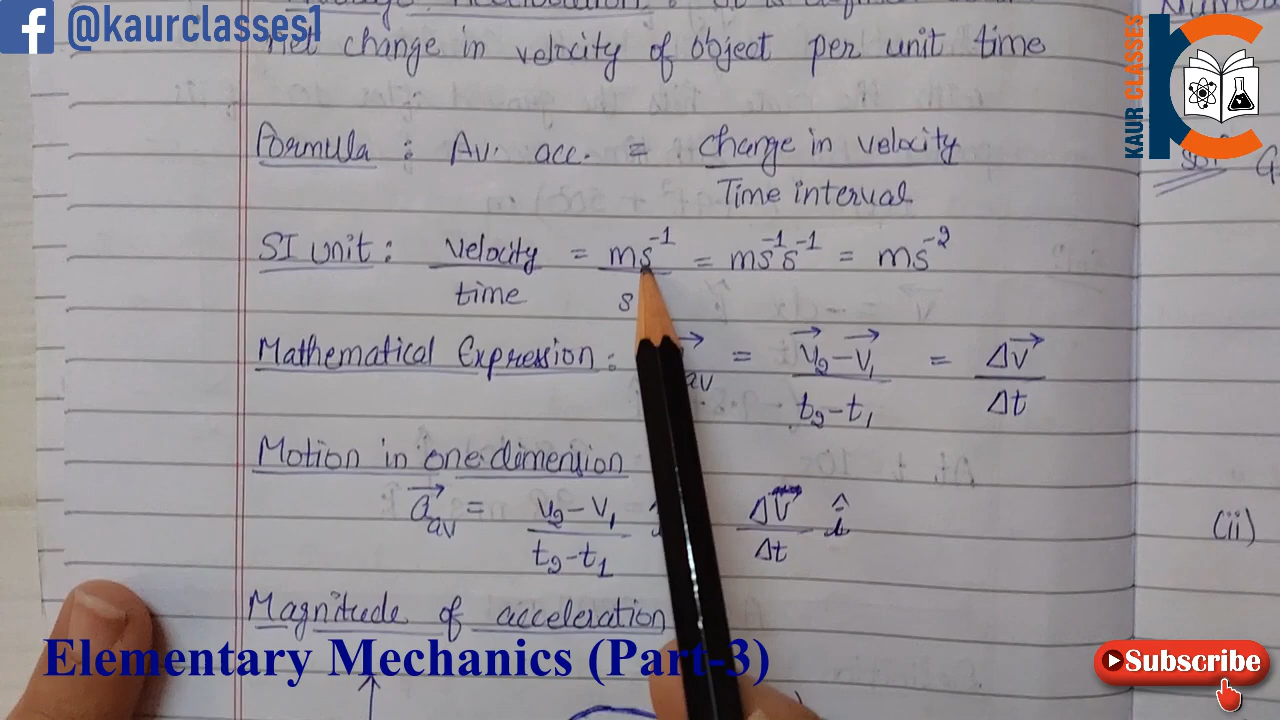 @kaurclasses1
Net change in velocity of object per unit time
KAUR CLASSES
Formula : Av. acc. = change in velocity / Time interval
SI unit : velocity / time = ms⁻¹ / s = ms⁻¹s⁻¹ = ms⁻²
Mathematical Expression : av = v₂ - v₁ / t₂ - t₁ = Δv / Δt
Motion in one dimension
a av = v₂ - v₁ / t₂ - t₁ Δv / Δt î
(ii)
Magnitude of acceleration
Elementary Mechanics (Part-3)
Subscribe